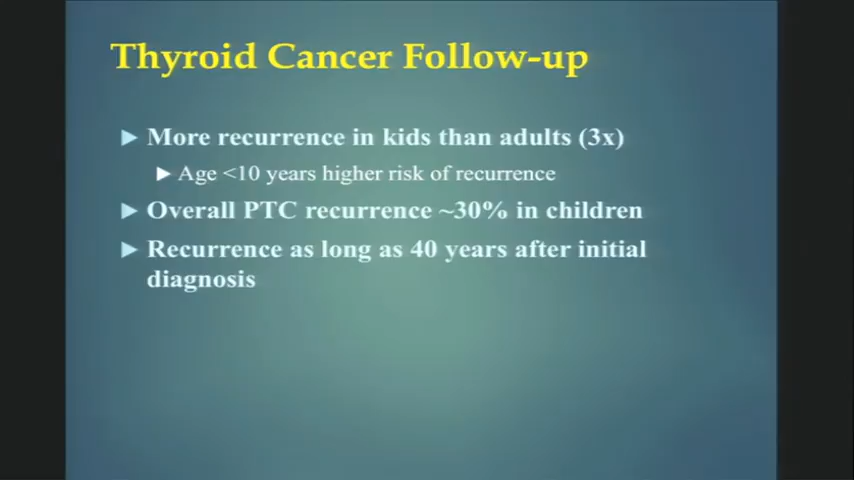 Thyroid Cancer Follow-up
More recurrence in kids than adults (3x)
Age <10 years higher risk of recurrence
Overall PTC recurrence ~30% in children
Recurrence as long as 40 years after initial
diagnosis